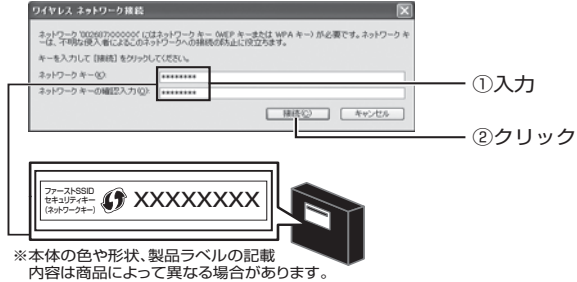 ワイヤレス ネットワーク接続
ネットワーク '002687XXXXXX' にはネットワーク キー (WEP キーまたは WPA キー) が必要です。ネットワーク キ
ーは、不明な侵入者によるこのネットワークへの接続の防止に役立ちます。
キーを入力して [接続] をクリックしてください。
ネットワーク キー(K):
********
ネットワーク キーの確認入力(O):
********
接続(C)
キャンセル
①入力
②クリック
ファーストSSID
セキュリティキー
(ネットワークキー)
XXXXXXXX
※本体の色や形状、製品ラベルの記載
内容は商品によって異なる場合があります。